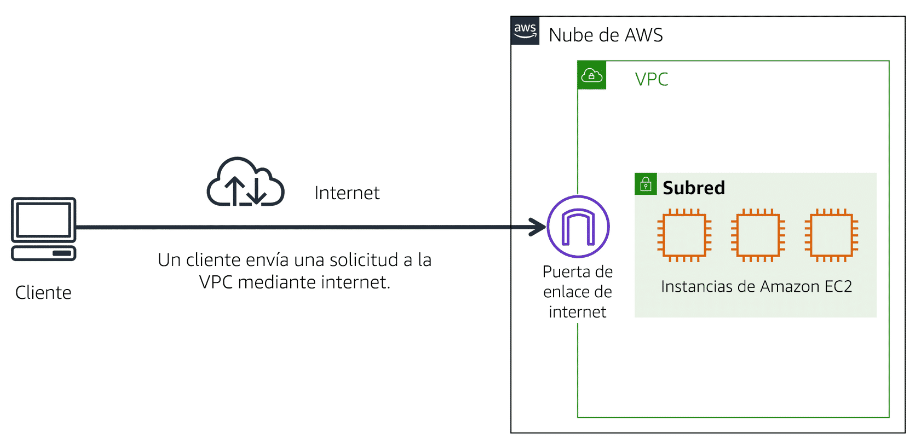 aws
Nube de AWS
VPC
Internet
Subred
Un cliente envía una solicitud a la
VPC mediante internet.
Cliente
Puerta de
enlace de
internet
Instancias de Amazon EC2